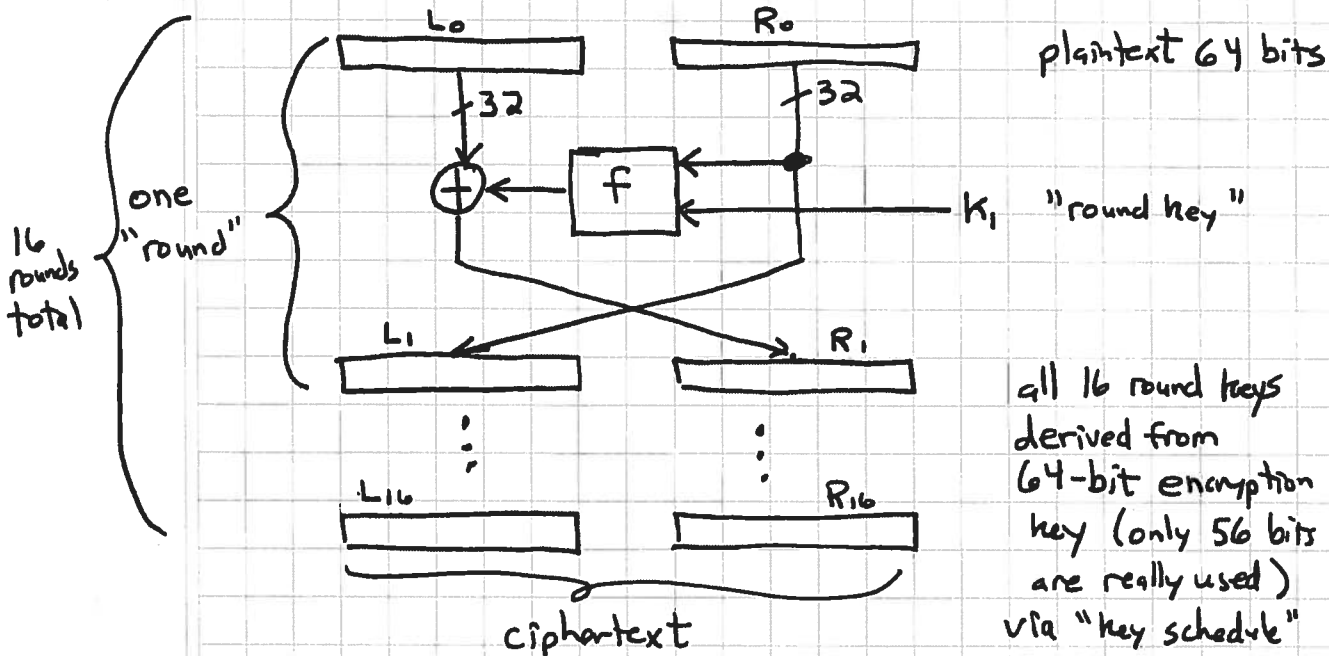 L₀
R₀
plaintext 64 bits
32
32
one
"round"
f
K₁ "round key"
16
rounds
total
L₁
R₁
all 16 round keys
derived from
64-bit encryption
key (only 56 bits
are really used)
via "key schedule"
L₁₆
R₁₆
ciphertext